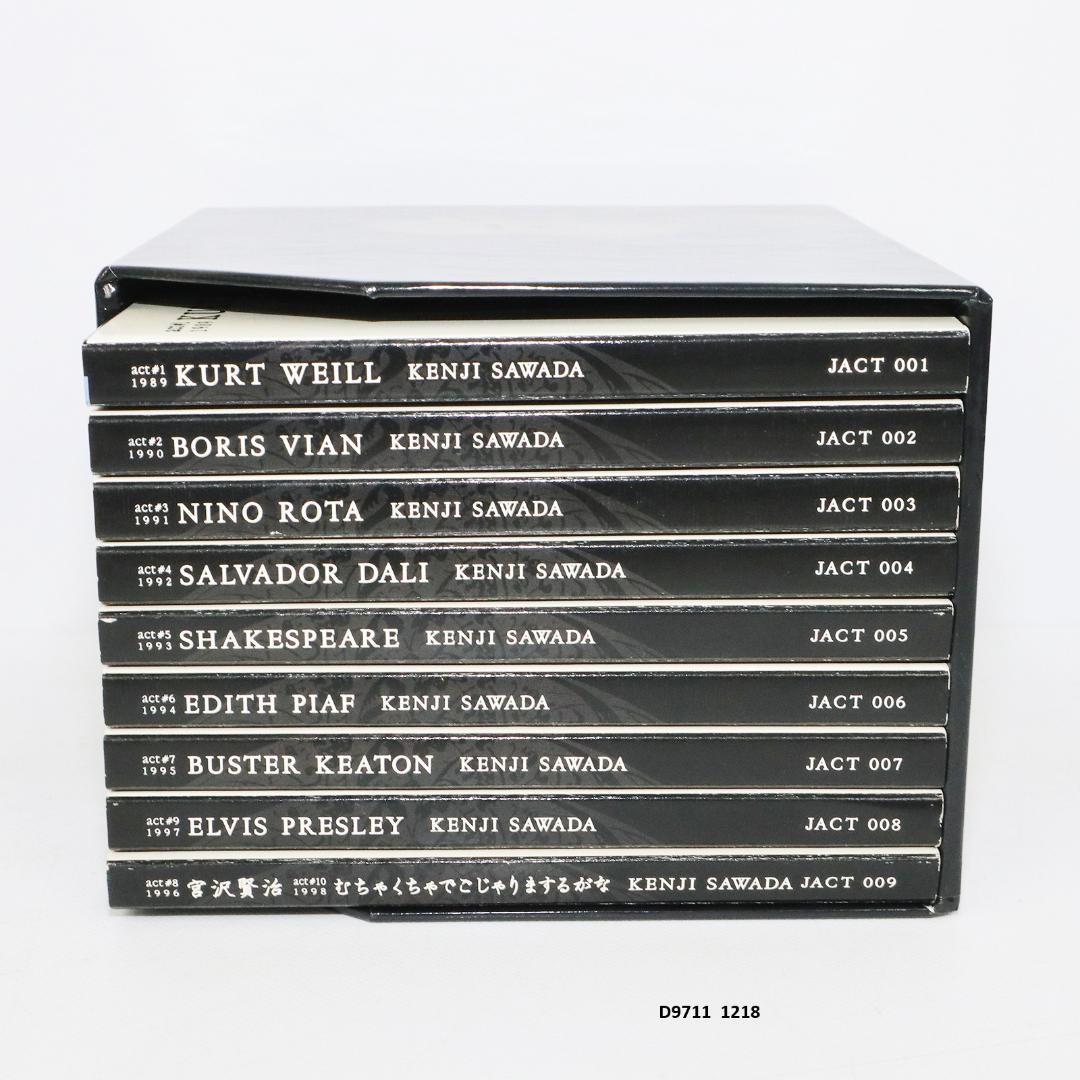 act#1 1989 KURT WEILL KENJI SAWADA JACT 001
act#2 1990 BORIS VIAN KENJI SAWADA JACT 002
act#3 1991 NINO ROTA KENJI SAWADA JACT 003
act#4 1992 SALVADOR DALI KENJI SAWADA JACT 004
act#5 1993 SHAKESPEARE KENJI SAWADA JACT 005
act#6 1994 EDITH PIAF KENJI SAWADA JACT 006
act#7 1995 BUSTER KEATON KENJI SAWADA JACT 007
act#9 1997 ELVIS PRESLEY KENJI SAWADA JACT 008
act#8 1996 宮沢賢治 act#10 1998 むちゃくちゃでごじゃりまするがな KENJI SAWADA JACT 009
D9711 1218